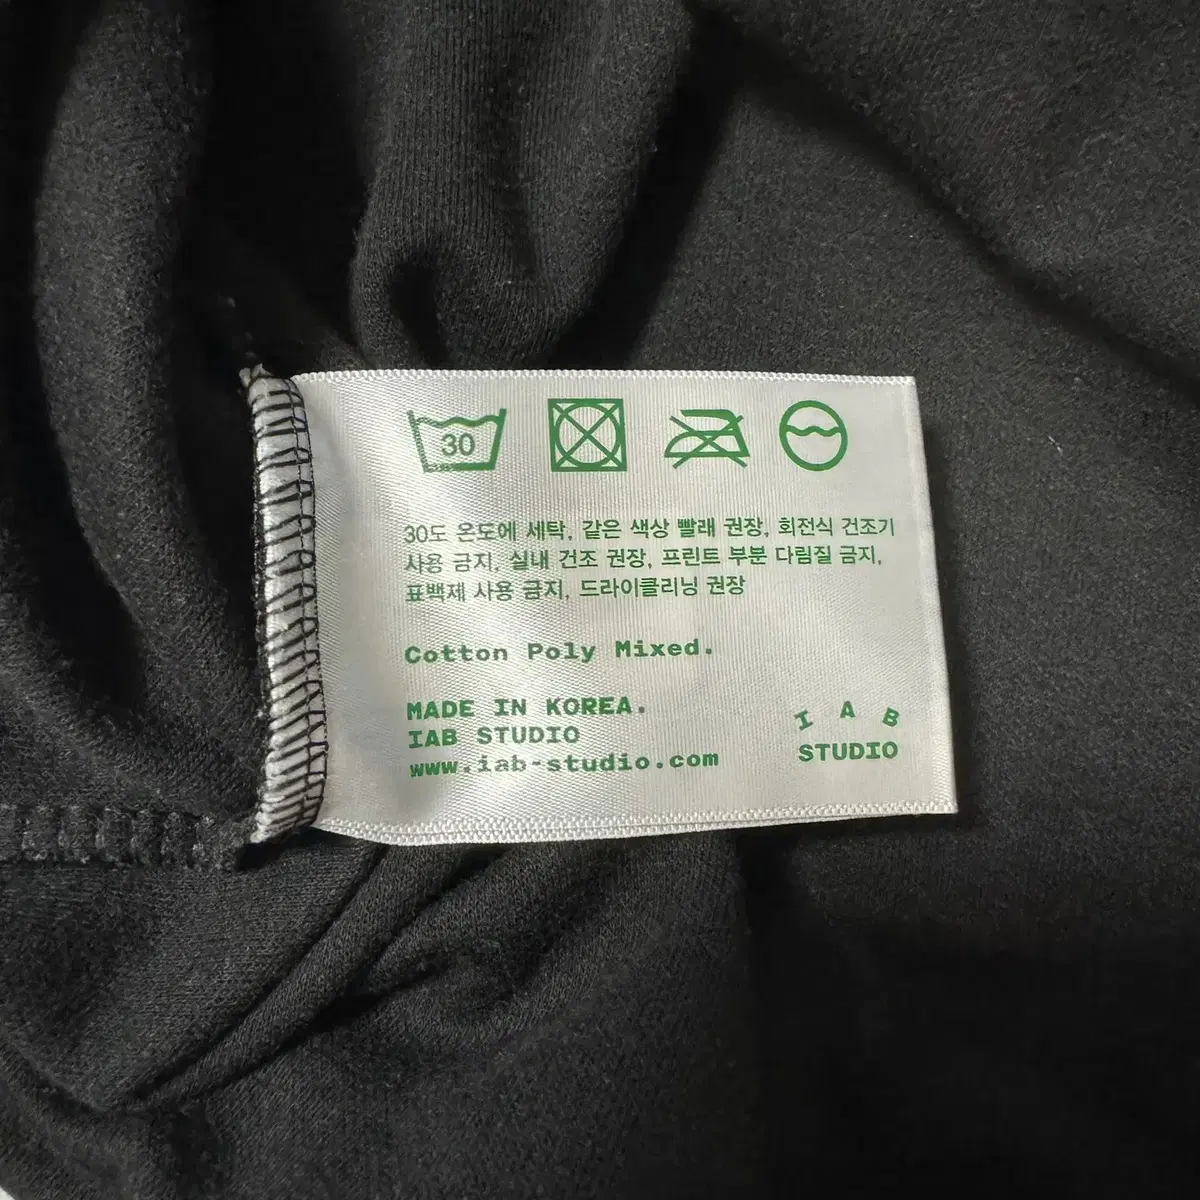 30
30도 온도에 세탁, 같은 색상 빨래 권장, 회전식 건조기
사용 금지, 실내 건조 권장, 프린트 부분 다림질 금지,
표백제 사용 금지, 드라이클리닝 권장
Cotton Poly Mixed.
MADE IN KOREA.
IAB STUDIO
www.iab-studio.com
I A B
STUDIO